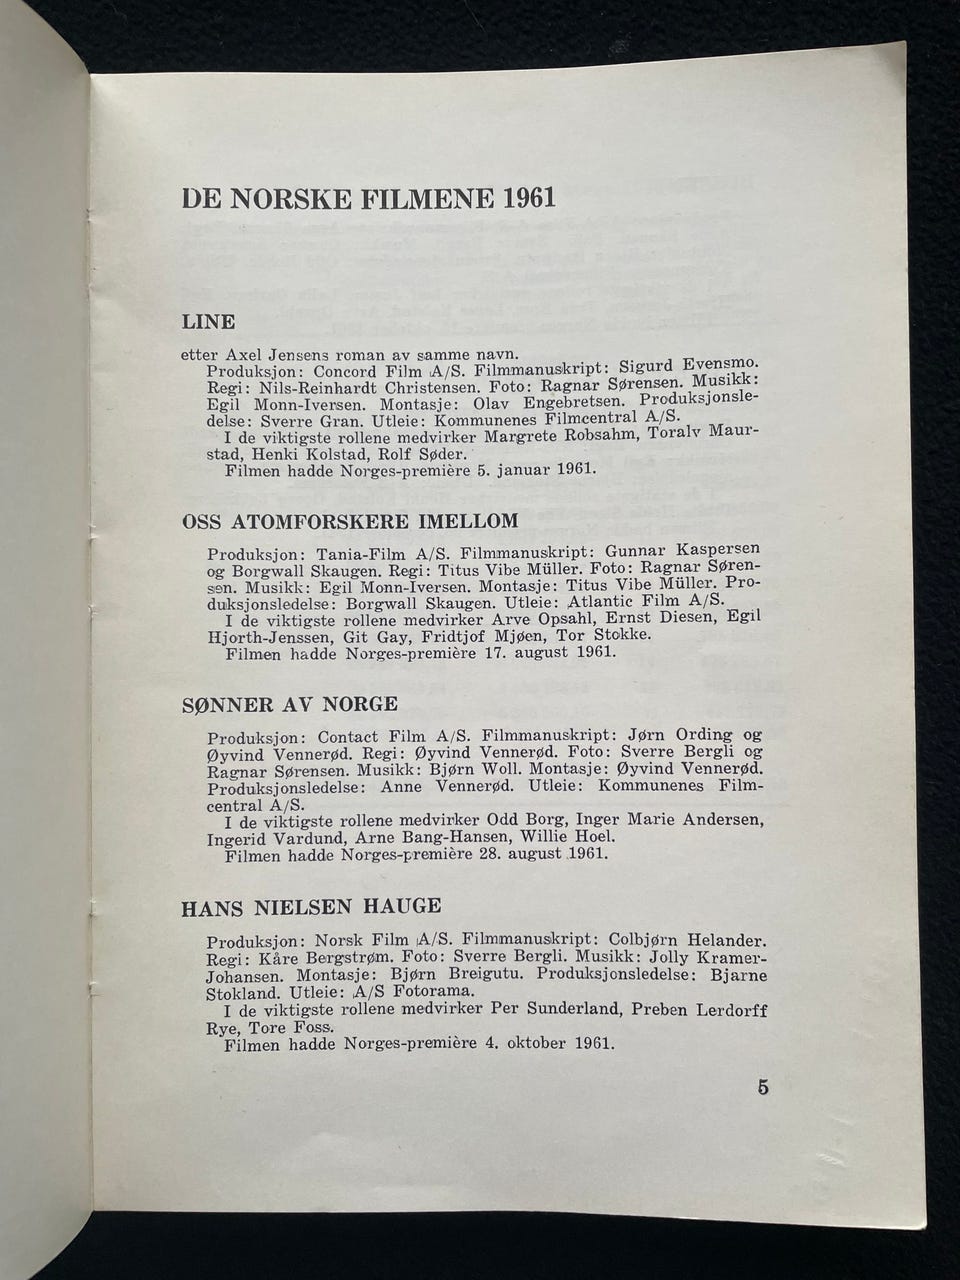 DE NORSKE FILMENE 1961
LINE
etter Axel Jensens roman av samme navn.
Produksjon: Concord Film A/S. Filmmanuskript: Sigurd Evensmo.
Regi: Nils-Reinhardt Christensen. Foto: Ragnar Sørensen. Musikk:
Egil Monn-Iversen. Montasje: Olav Engebretsen. Produksjonsle-
delse: Sverre Gran. Utleie: Kommunenes Filmcentral A/S.
I de viktigste rollene medvirker Margrete Robsahm, Toralv Maur-
stad, Henki Kolstad, Rolf Søder.
Filmen hadde Norges-première 5. januar 1961.
OSS ATOMFORSKERE IMELLOM
Produksjon: Tania-Film A/S. Filmmanuskript: Gunnar Kaspersen
og Borgwall Skaugen. Regi: Titus Vibe Müller. Foto: Ragnar Søren-
sen. Musikk: Egil Monn-Iversen. Montasje: Titus Vibe Müller. Pro-
duksjonsledelse: Borgwall Skaugen. Utleie: Atlantic Film A/S.
I de viktigste rollene medvirker Arve Opsahl, Ernst Diesen, Egil
Hjorth-Jenssen, Git Gay, Fridtjof Mjøen, Tor Stokke.
Filmen hadde Norges-première 17. august 1961.
SØNNER AV NORGE
Produksjon: Contact Film A/S. Filmmanuskript: Jørn Ording og
Øyvind Vennerød. Regi: Øyvind Vennerød. Foto: Sverre Bergli og
Ragnar Sørensen. Musikk: Bjørn Woll. Montasje: Øyvind Vennerød.
Produksjonsledelse: Anne Vennerød. Utleie: Kommunenes Film-
central A/S.
I de viktigste rollene medvirker Odd Borg, Inger Marie Andersen,
Ingerid Vardund, Arne Bang-Hansen, Willie Hoel.
Filmen hadde Norges-première 28. august 1961.
HANS NIELSEN HAUGE
Produksjon: Norsk Film A/S. Filmmanuskript: Colbjørn Helander.
Regi: Kåre Bergstrøm. Foto: Sverre Bergli. Musikk: Jolly Kramer-
Johansen. Montasje: Bjørn Breigutu. Produksjonsledelse: Bjarne
Stokland. Utleie: A/S Fotorama.
I de viktigste rollene medvirker Per Sunderland, Preben Lerdorff
Rye, Tore Foss.
Filmen hadde Norges-première 4. oktober 1961.
5